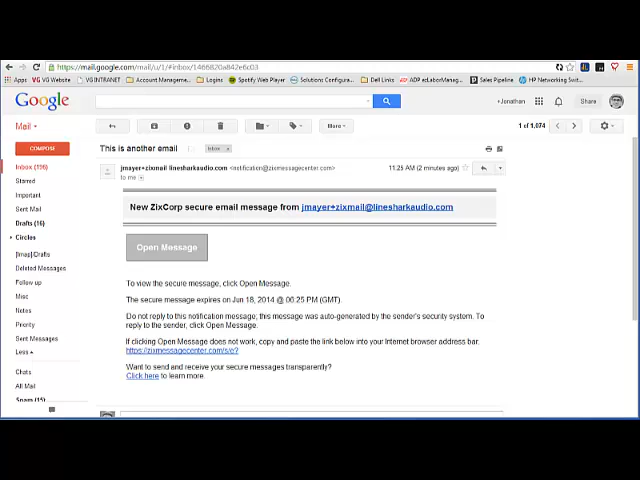 https://mail.google.com/mail/u/1/#inbox/1466820a842e6c03
Apps VG Website VG INTRANET Account Manageme... Logins Spotify Web Player Solutions Configura... Dell Links ADP ezLaborManag... Sales Pipeline HP Networking Swit...
Google +Jonathan Share
Mail More 1 of 1,074
COMPOSE
This is another email Inbox x
Inbox (196)
Starred
Important
Sent Mail
Drafts (16)
Circles
[Imap]/Drafts
Deleted Messages
Follow up
Misc
Notes
Priority
Sent Messages
Less
Chats
All Mail
Spam (15)
jmayer+zixmail linesharkaudio.com <notification@zixmessagecenter.com> 11:25 AM (2 minutes ago)
to me
New ZixCorp secure email message from jmayer+zixmail@linesharkaudio.com
Open Message
To view the secure message, click Open Message.
The secure message expires on Jun 18, 2014 @ 06:25 PM (GMT).
Do not reply to this notification message; this message was auto-generated by the sender's security system. To
reply to the sender, click Open Message.
If clicking Open Message does not work, copy and paste the link below into your Internet browser address bar.
https://zixmessagecenter.com/s/e?
Want to send and receive your secure messages transparently?
Click here to learn more.